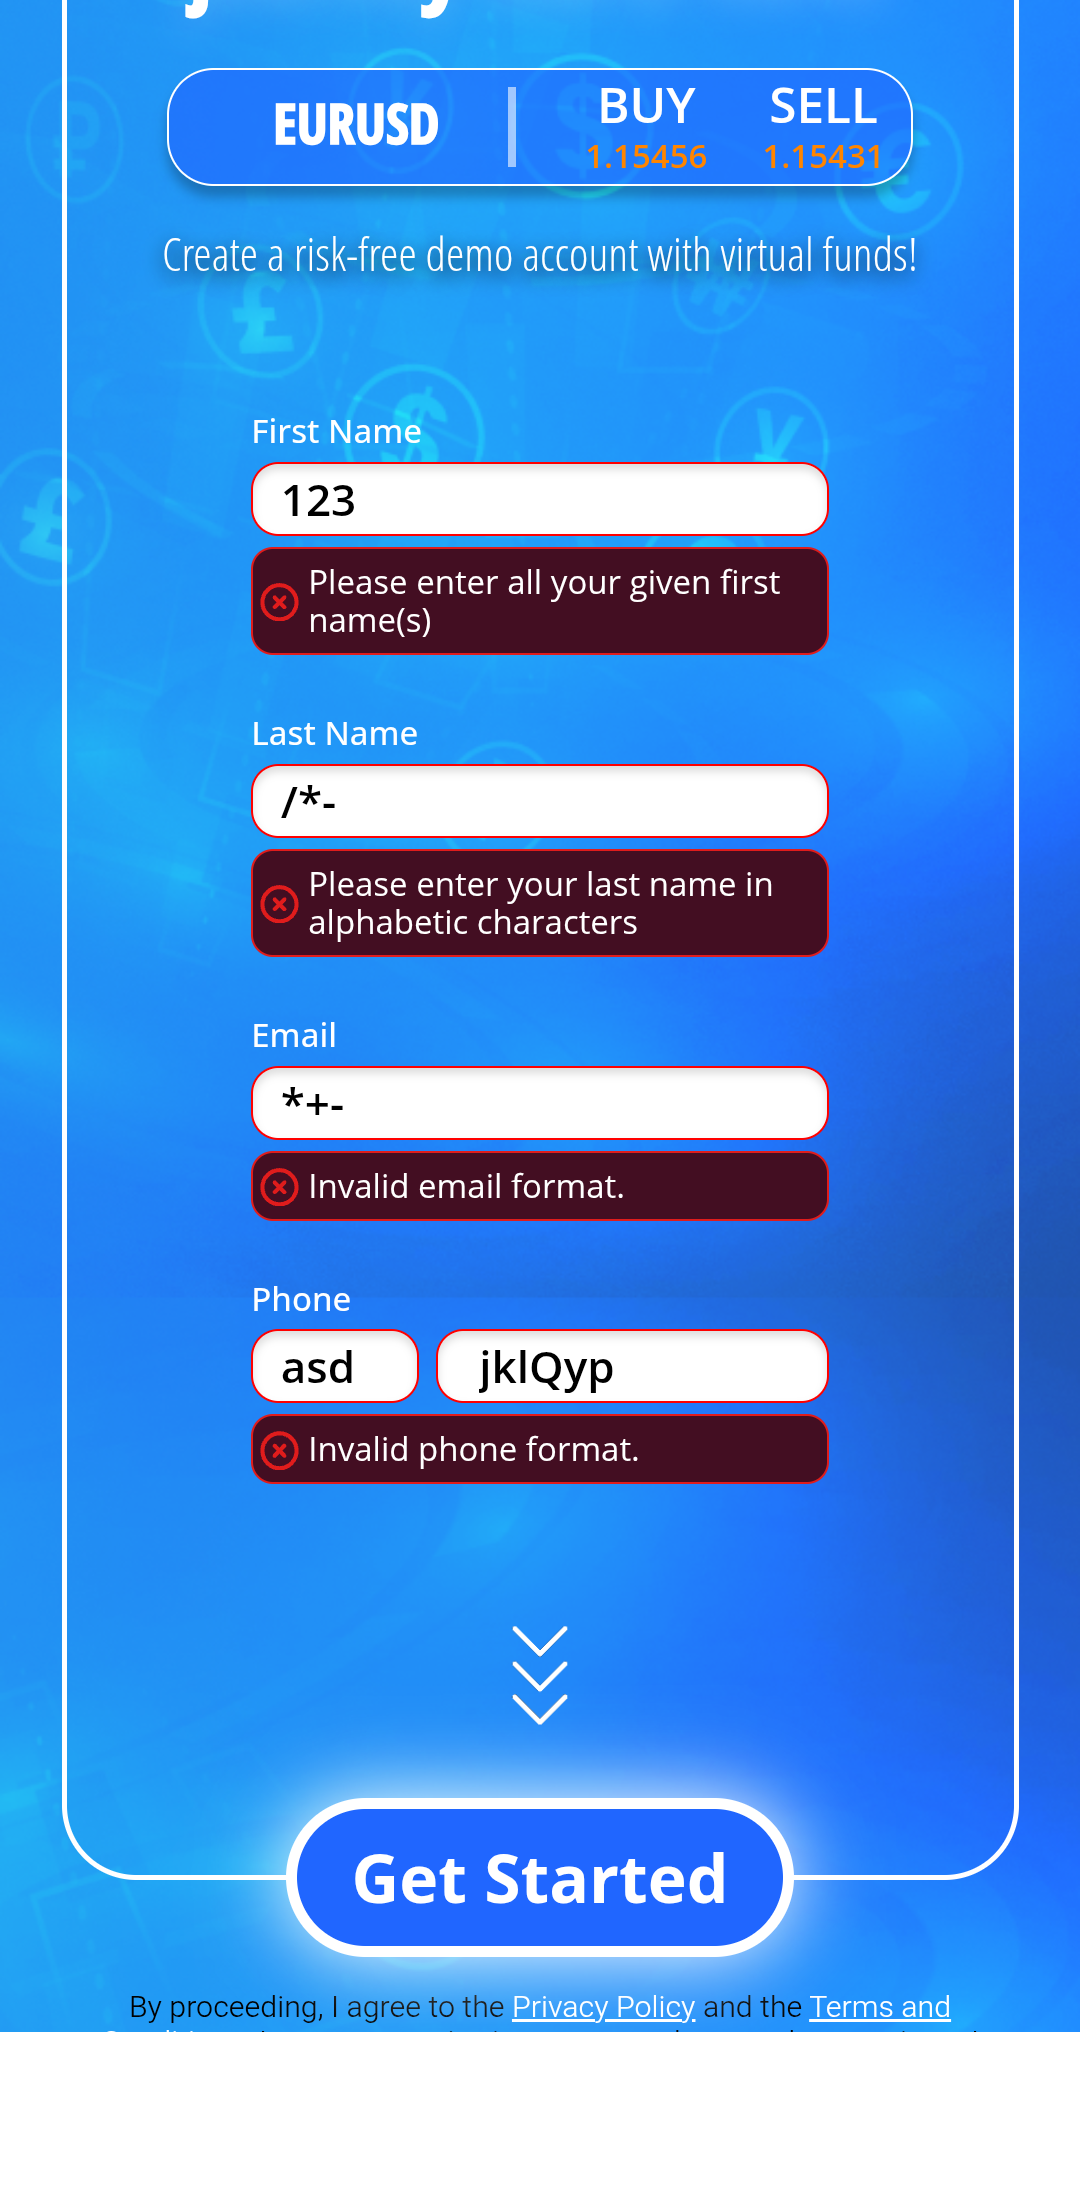 EURUSD
BUY SELL
1.15456 1.15431
Create a risk-free demo account with virtual funds!
First Name
123
Please enter all your given first
name(s)
Last Name
/*-
Please enter your last name in
alphabetic characters
Email
*+-
Invalid email format.
Phone
asd jklQyp
Invalid phone format.
Get Started
By proceeding, I agree to the Privacy Policy and the Terms and